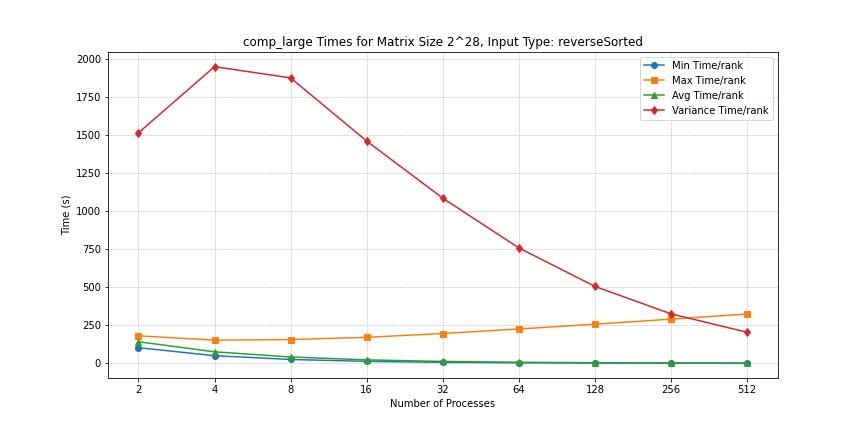 comp_large Times for Matrix Size 2^28, Input Type: reverseSorted
Min Time/rank
Max Time/rank
Avg Time/rank
Variance Time/rank
Time (s)
2000
1750
1500
1250
1000
750
500
250
0
2 4 8 16 32 64 128 256 512
Number of Processes